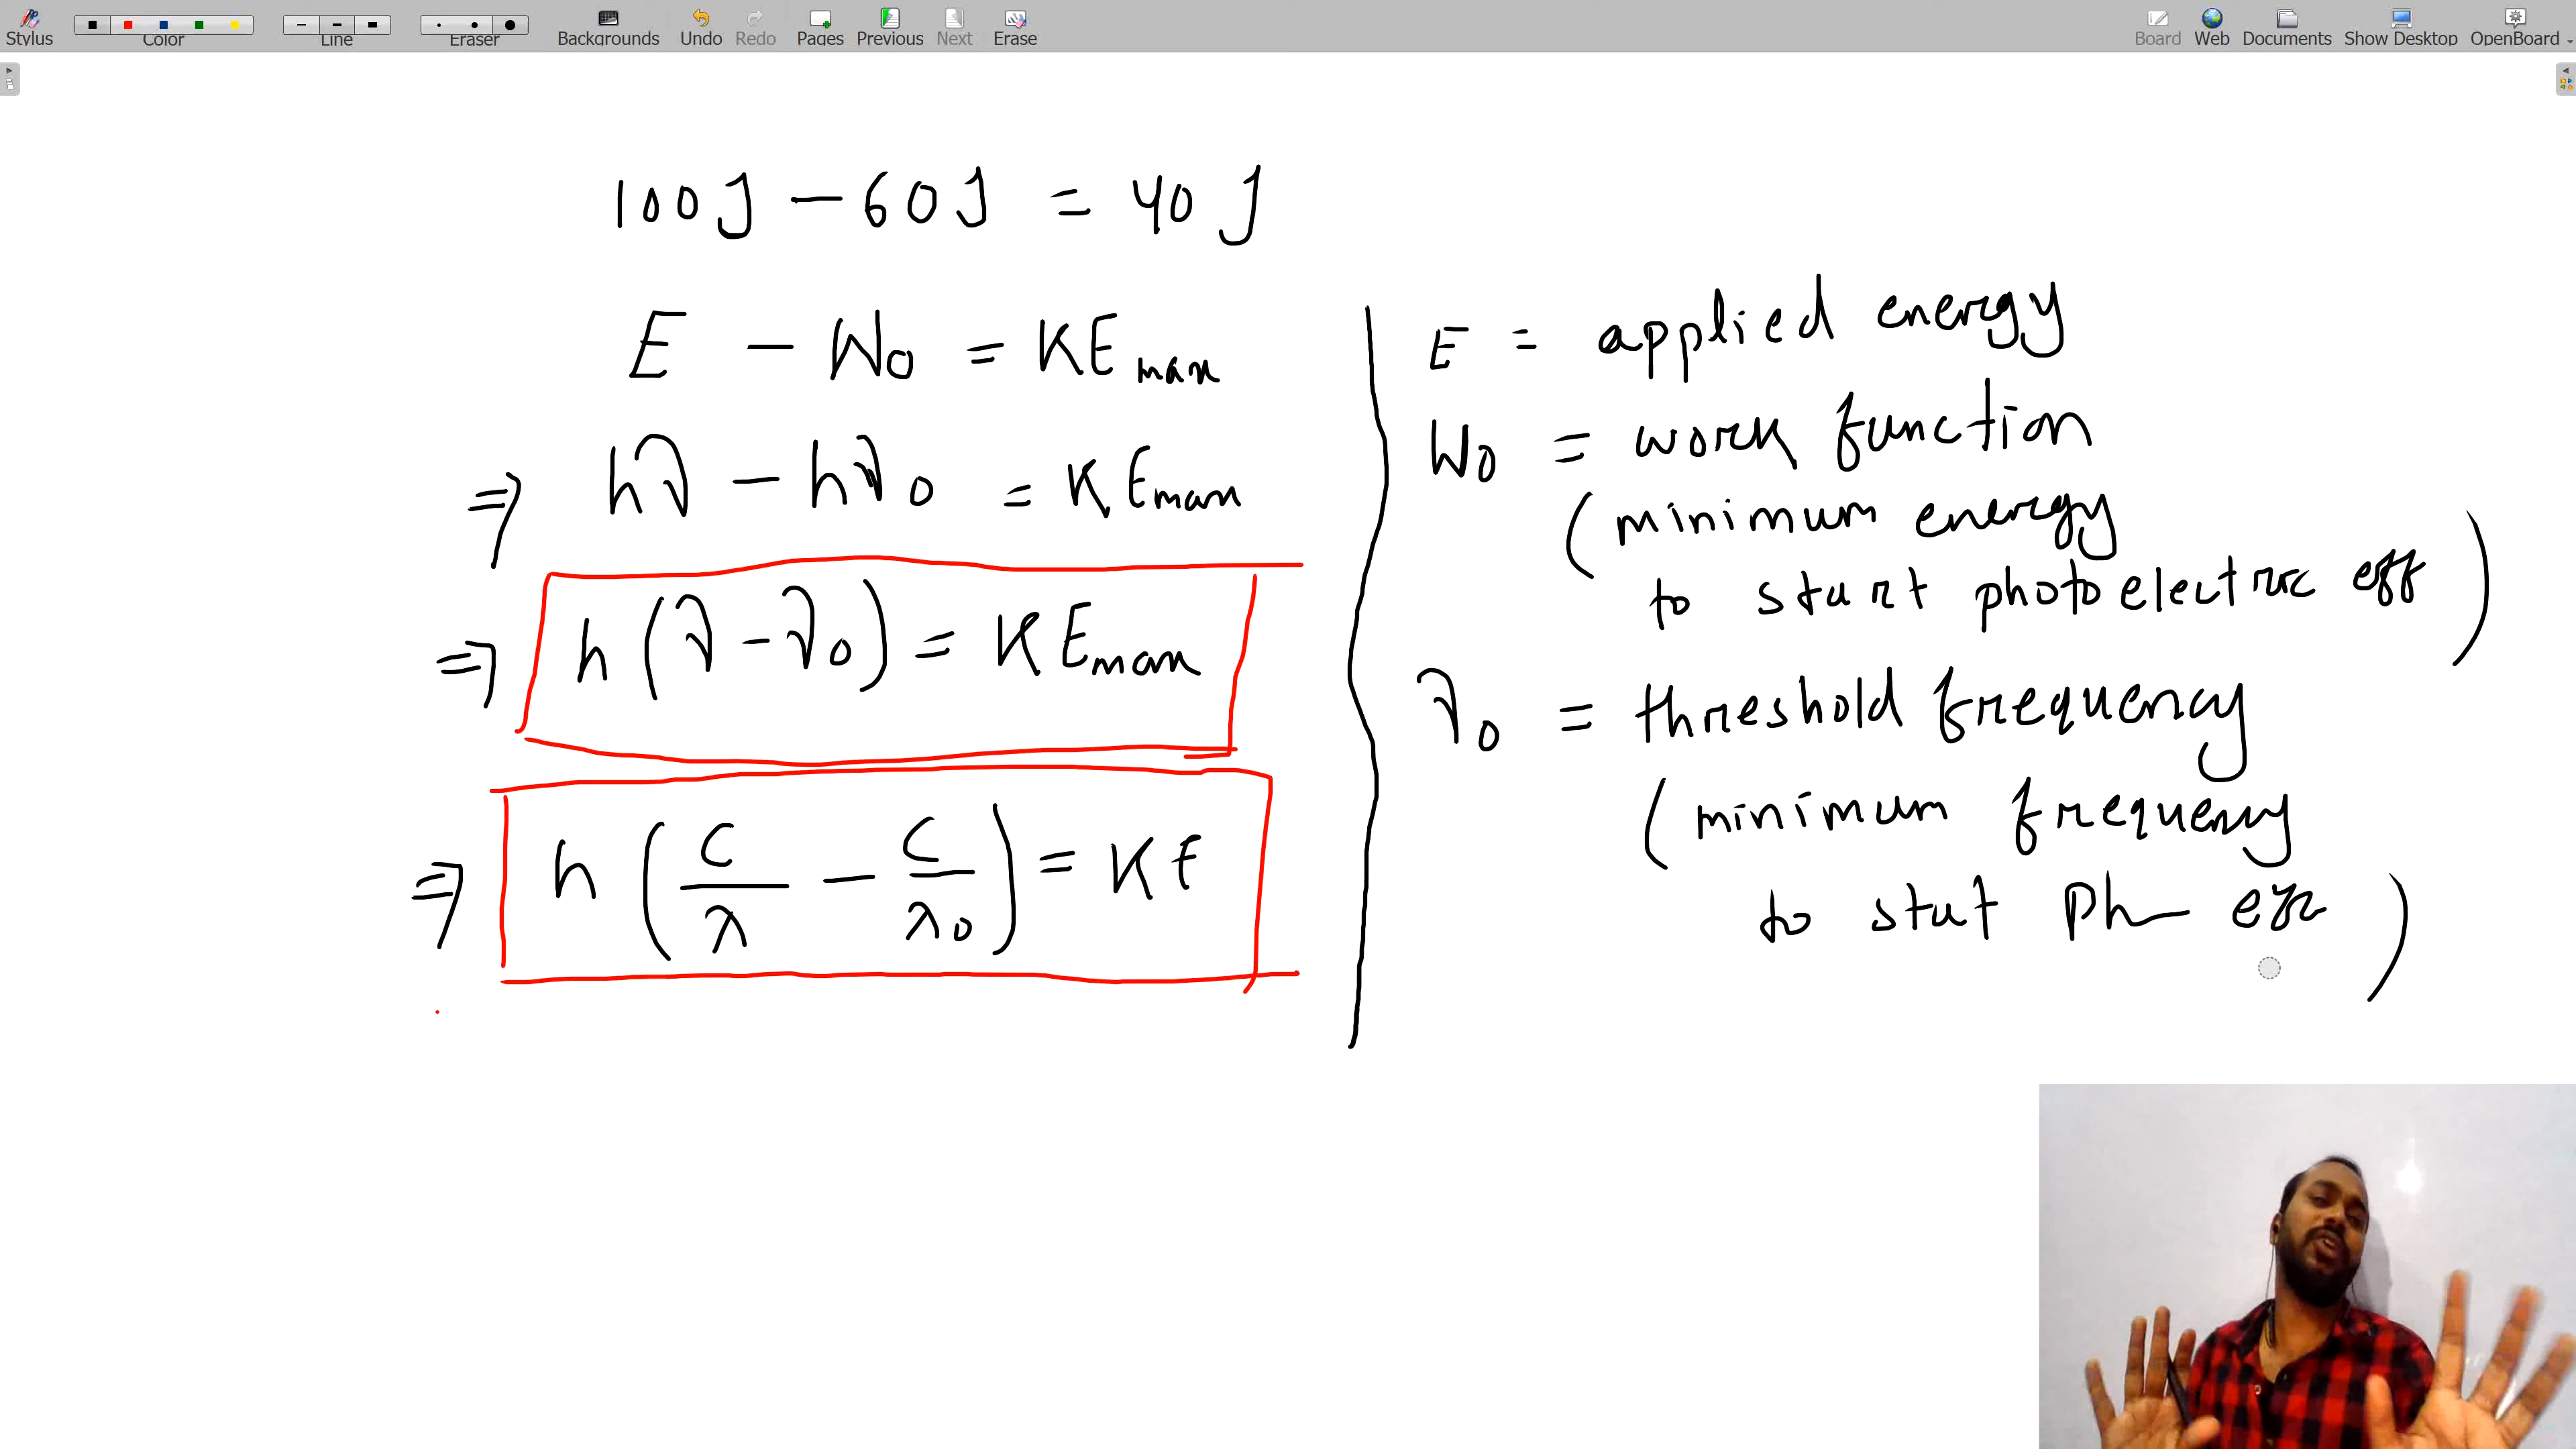 Stylus
Color
Line
Eraser
Backgrounds
Undo
Redo
Pages
Previous
Next
Erase
Board
Web
Documents
Show Desktop
OpenBoard
100J − 60J = 40J
E − W₀ = KE max
⇒ hν − hν₀ = KEmax
⇒ h(ν − ν₀) = KEmax
⇒ h(c/λ − c/λ₀) = KE
E = applied energy
W₀ = work function
(minimum energy
to start photoelectric eff)
ν₀ = threshold frequency
(minimum frequency
to start Ph— eff)